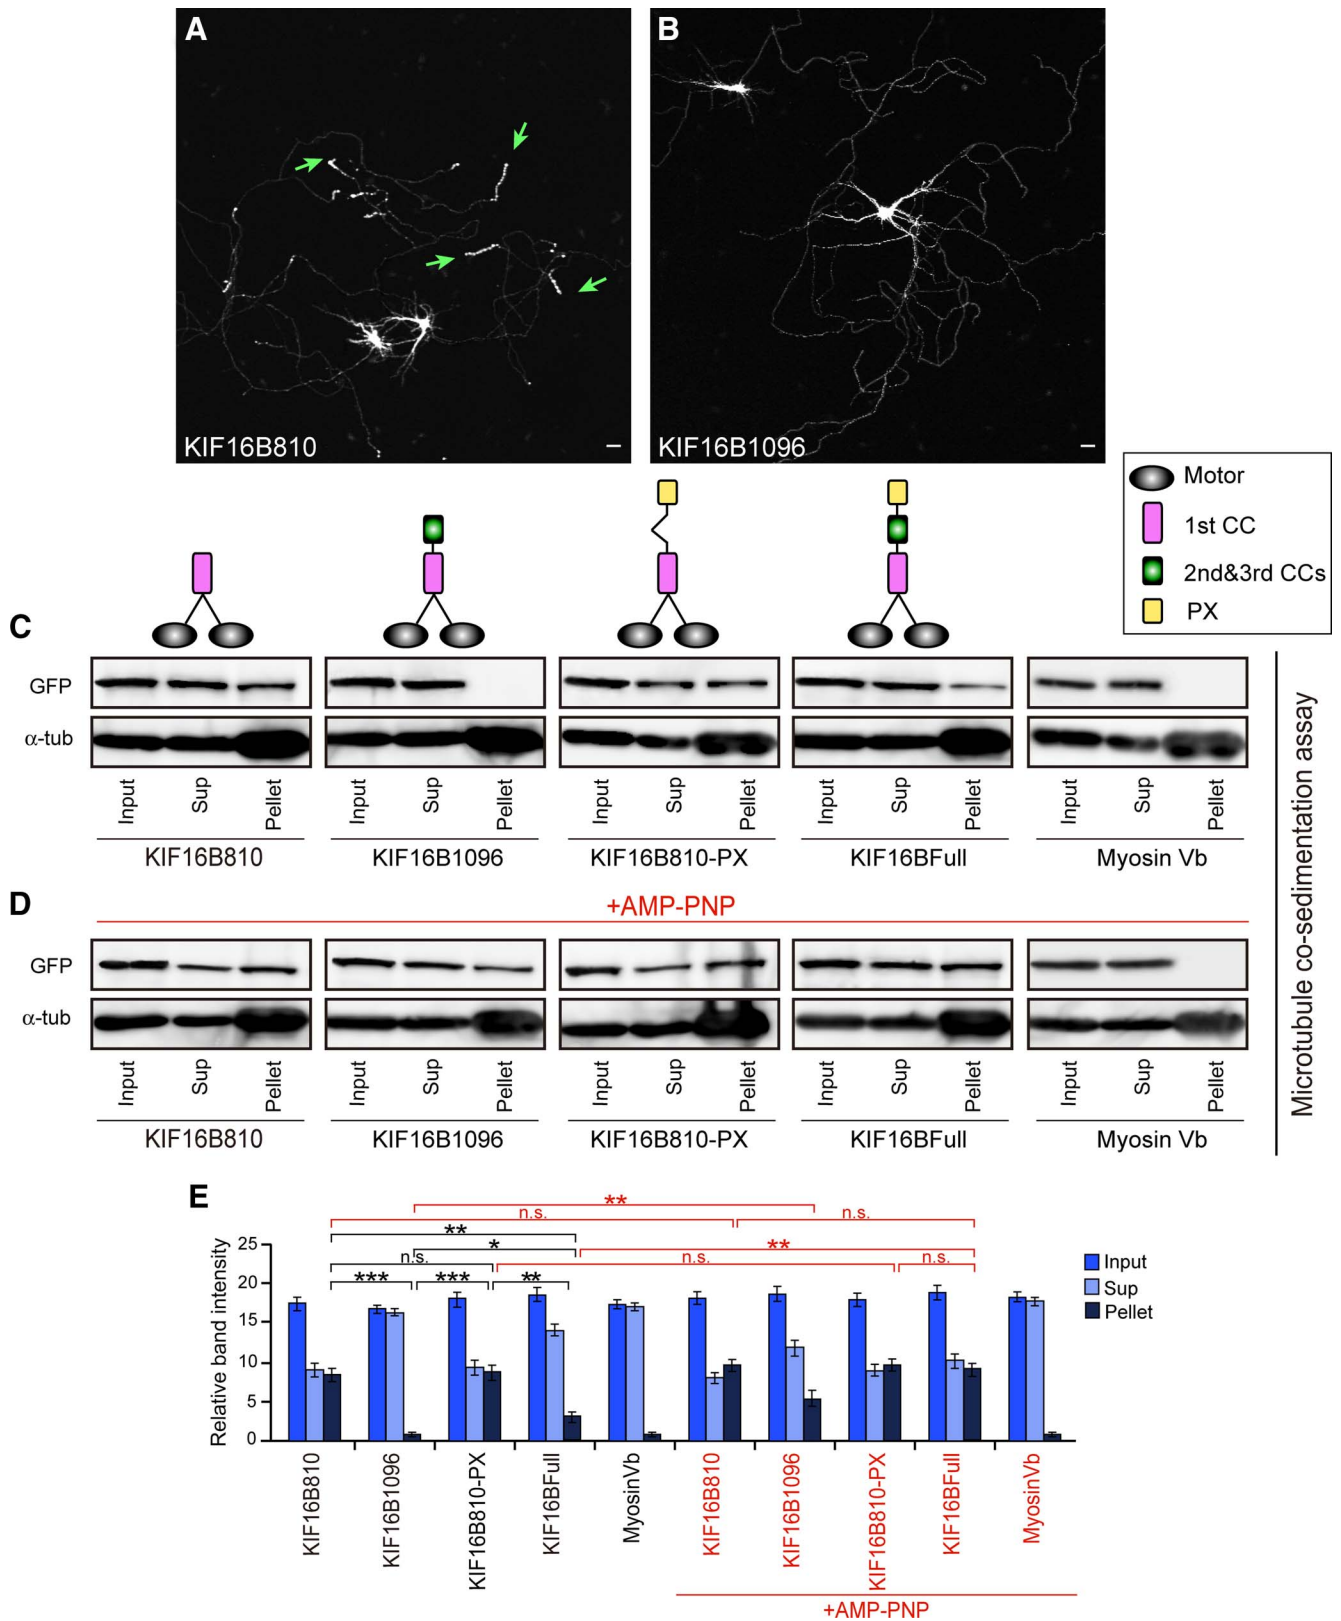 A
B
KIF16B810
KIF16B1096
Motor
1st CC
2nd&3rd CCs
PX
C
GFP
α-tub
Input Sup Pellet Input Sup Pellet Input Sup Pellet Input Sup Pellet Input Sup Pellet
KIF16B810 KIF16B1096 KIF16B810-PX KIF16BFull Myosin Vb
Microtubule co-sedimentation assay
D
+AMP-PNP
GFP
α-tub
Input Sup Pellet Input Sup Pellet Input Sup Pellet Input Sup Pellet Input Sup Pellet
KIF16B810 KIF16B1096 KIF16B810-PX KIF16BFull Myosin Vb
E
**
n.s. n.s.
**
* **
n.s. n.s. n.s.
*** *** **
Relative band intensity
25
20
15
10
5
0
Input
Sup
Pellet
KIF16B810 KIF16B1096 KIF16B810-PX KIF16BFull MyosinVb KIF16B810 KIF16B1096 KIF16B810-PX KIF16BFull MyosinVb
+AMP-PNP